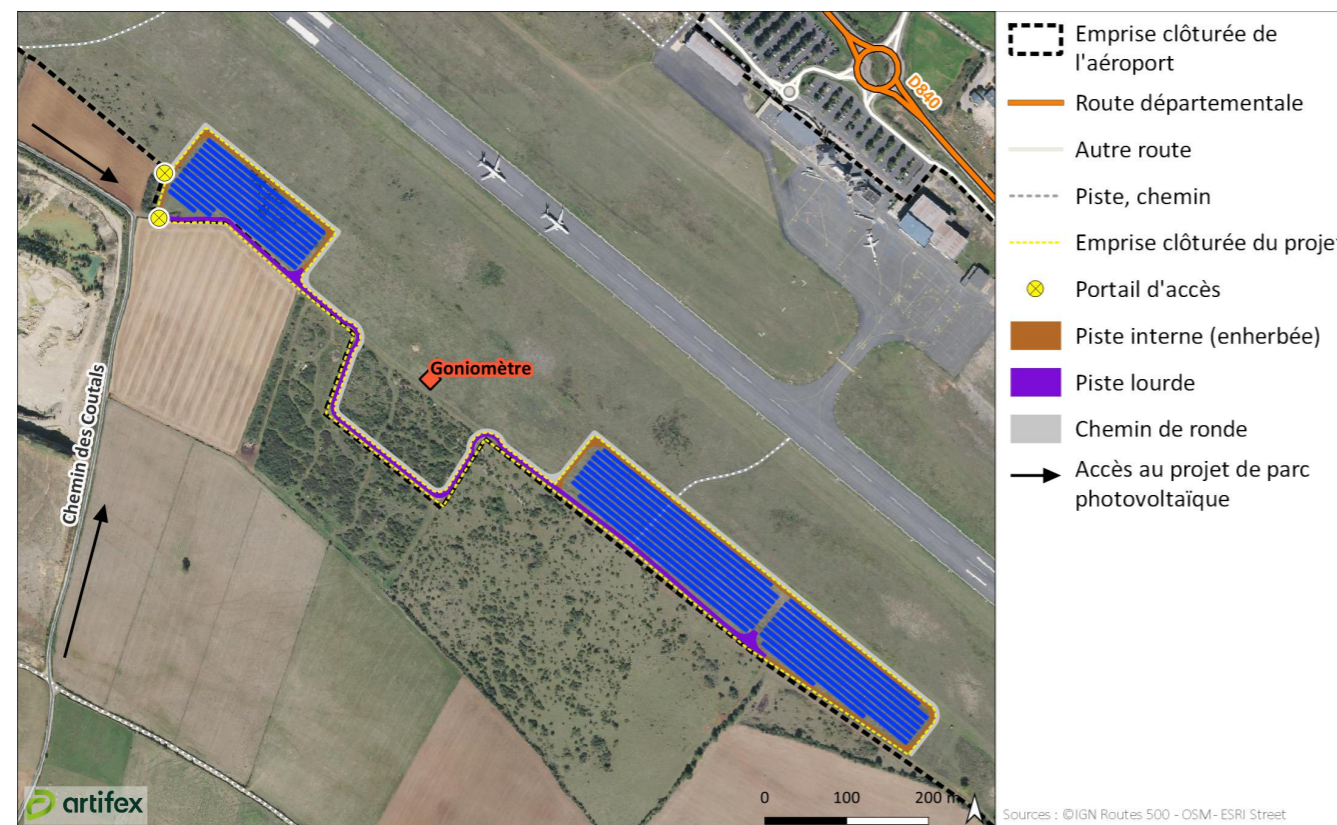 D840
Goniomètre
Chemin des Coutals
artifex
0 100 200 m
Emprise clôturée de
l'aéroport
Route départementale
Autre route
Piste, chemin
Emprise clôturée du projet
Portail d'accès
Piste interne (enherbée)
Piste lourde
Chemin de ronde
Accès au projet de parc
photovoltaïque
Sources : ©IGN Routes 500 - OSM- ESRI Street